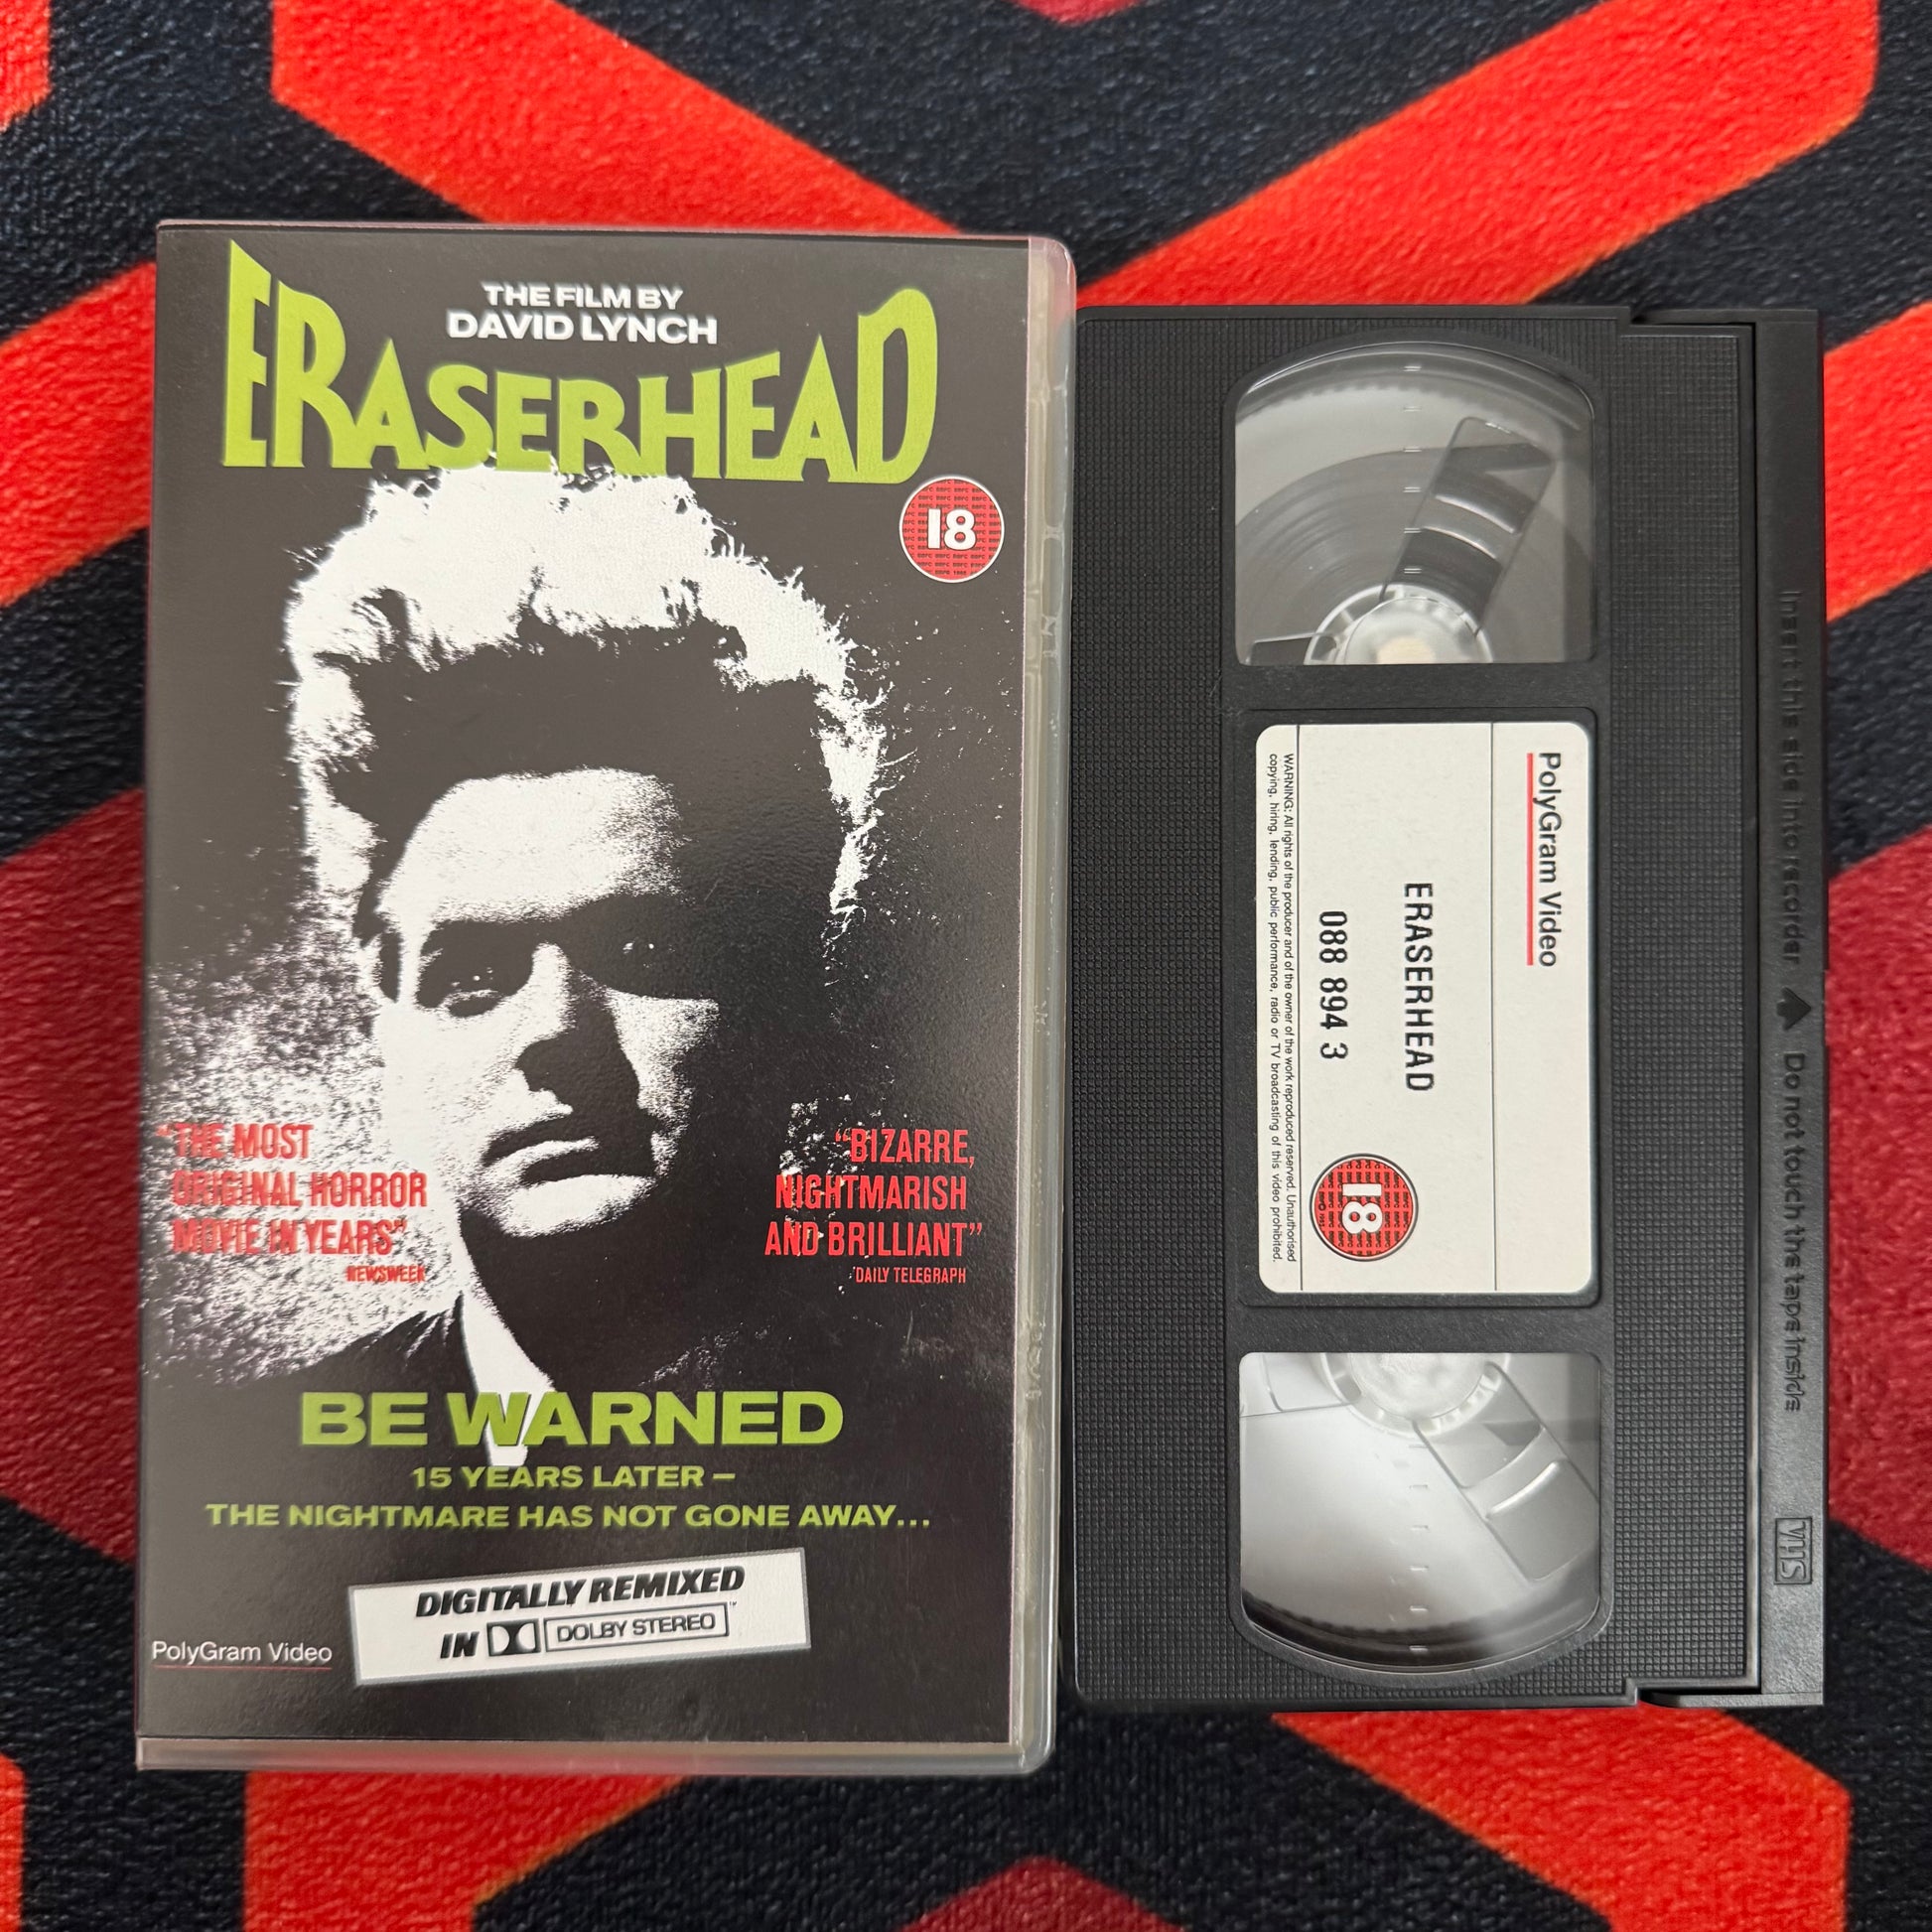 THE FILM BY
DAVID LYNCH
ERASERHEAD
18
"THE MOST
ORIGINAL HORROR
MOVIE IN YEARS"
NEWSWEEK
"BIZARRE,
NIGHTMARISH
AND BRILLIANT"
DAILY TELEGRAPH
BE WARNED
15 YEARS LATER –
THE NIGHTMARE HAS NOT GONE AWAY...
DIGITALLY REMIXED
IN DOLBY STEREO™
PolyGram Video
PolyGram Video
ERASERHEAD
088 894 3
18
WARNING: All rights of the producer and of the owner of the work reproduced reserved. Unauthorised
copying, hiring, lending, public performance, radio or TV broadcasting of this video prohibited.
Insert this side into recorder
Do not touch the tape inside
VHS